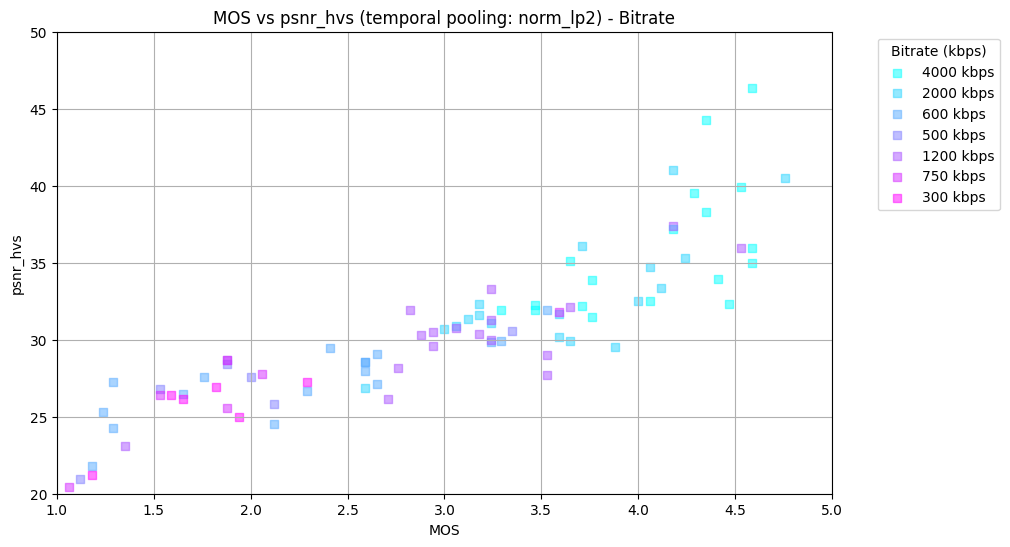 MOS vs psnr_hvs (temporal pooling: norm_lp2) - Bitrate
psnr_hvs
50
45
40
35
30
25
20
1.0 1.5 2.0 2.5 3.0 3.5 4.0 4.5 5.0
MOS
Bitrate (kbps)
4000 kbps
2000 kbps
600 kbps
500 kbps
1200 kbps
750 kbps
300 kbps